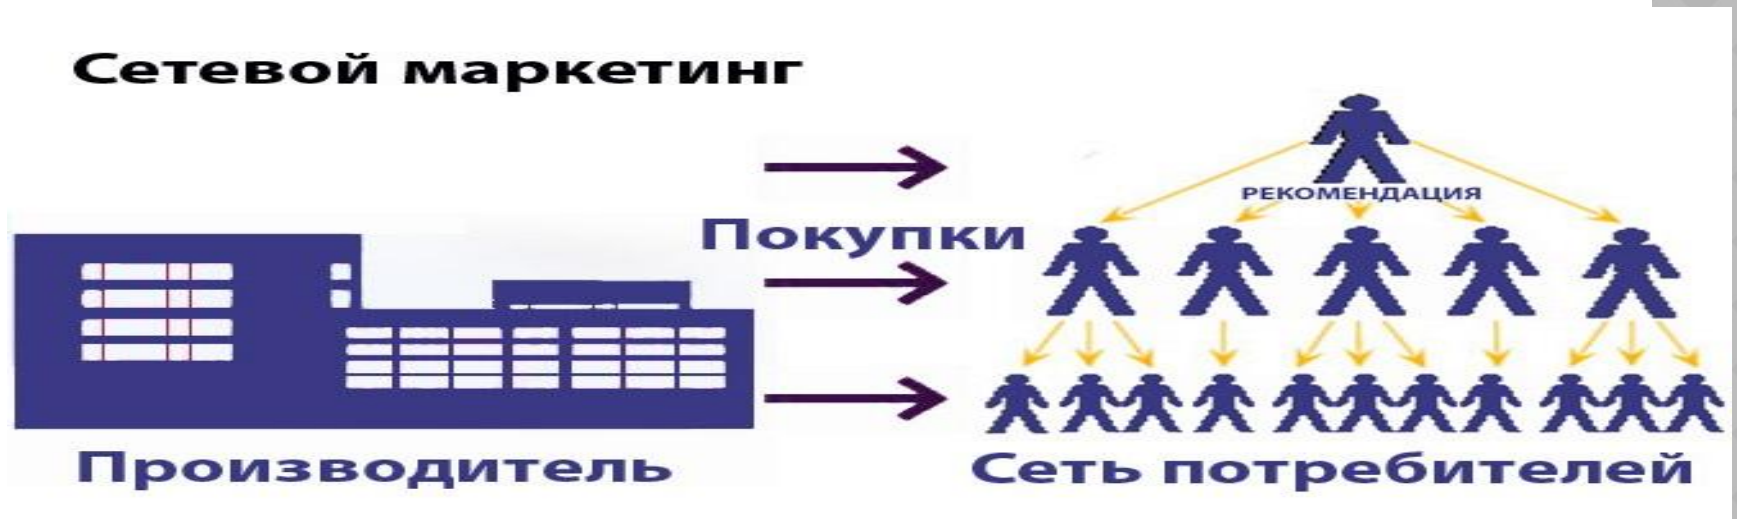 Сетевой маркетинг
РЕКОМЕНДАЦИЯ
Покупки
Производитель
Сеть потребителей